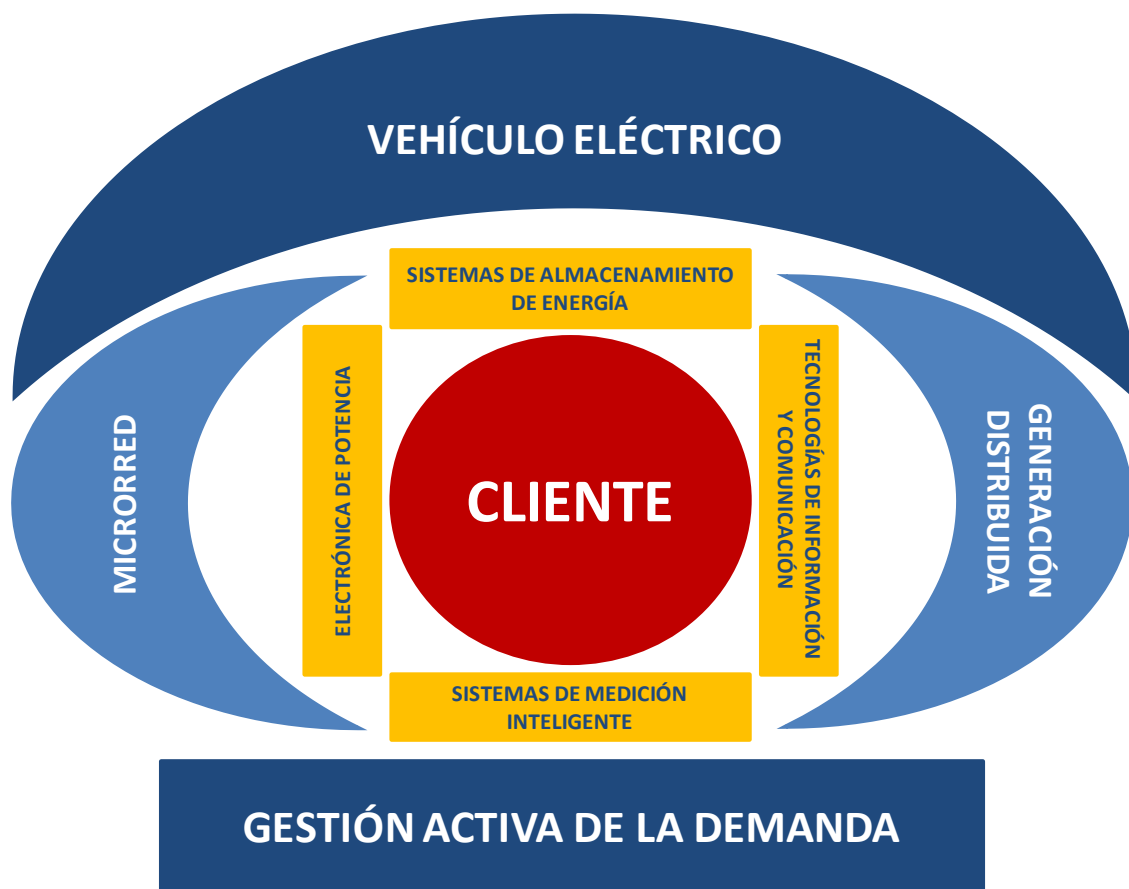 VEHÍCULO ELÉCTRICO
SISTEMAS DE ALMACENAMIENTO
DE ENERGÍA
MICRORRED
ELECTRÓNICA DE POTENCIA
CLIENTE
TECNOLOGÍAS DE INFORMACIÓN
Y COMUNICACIÓN
GENERACIÓN
DISTRIBUIDA
SISTEMAS DE MEDICIÓN
INTELIGENTE
GESTIÓN ACTIVA DE LA DEMANDA